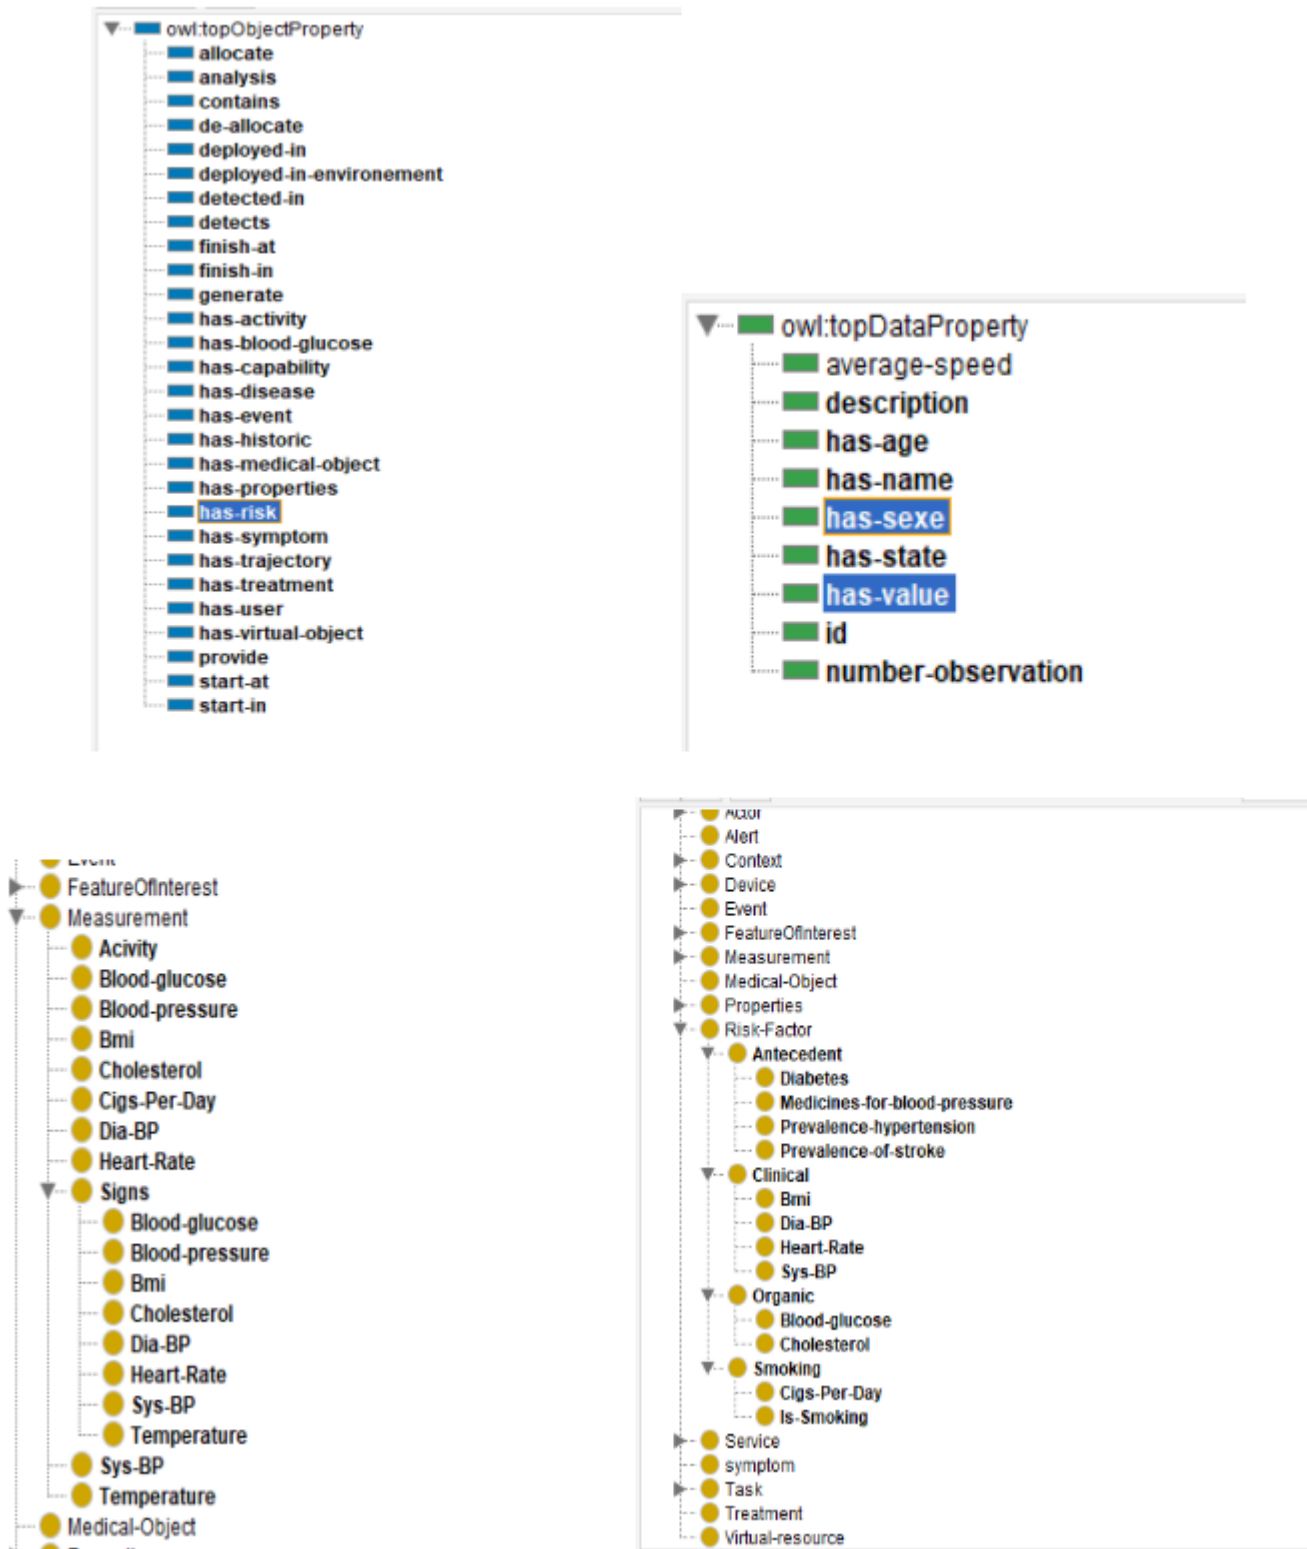 owl:topObjectProperty
allocate
analysis
contains
de-allocate
deployed-in
deployed-in-environement
detected-in
detects
finish-at
finish-in
generate
has-activity
has-blood-glucose
has-capability
has-disease
has-event
has-historic
has-medical-object
has-properties
has-risk
has-symptom
has-trajectory
has-treatment
has-user
has-virtual-object
provide
start-at
start-in
owl:topDataProperty
average-speed
description
has-age
has-name
has-sexe
has-state
has-value
id
number-observation
Event
FeatureOfInterest
Measurement
Acivity
Blood-glucose
Blood-pressure
Bmi
Cholesterol
Cigs-Per-Day
Dia-BP
Heart-Rate
Signs
Blood-glucose
Blood-pressure
Bmi
Cholesterol
Dia-BP
Heart-Rate
Sys-BP
Temperature
Sys-BP
Temperature
Medical-Object
Actor
Alert
Context
Device
Event
FeatureOfInterest
Measurement
Medical-Object
Properties
Risk-Factor
Antecedent
Diabetes
Medicines-for-blood-pressure
Prevalence-hypertension
Prevalence-of-stroke
Clinical
Bmi
Dia-BP
Heart-Rate
Sys-BP
Organic
Blood-glucose
Cholesterol
Smoking
Cigs-Per-Day
Is-Smoking
Service
symptom
Task
Treatment
Virtual-resource